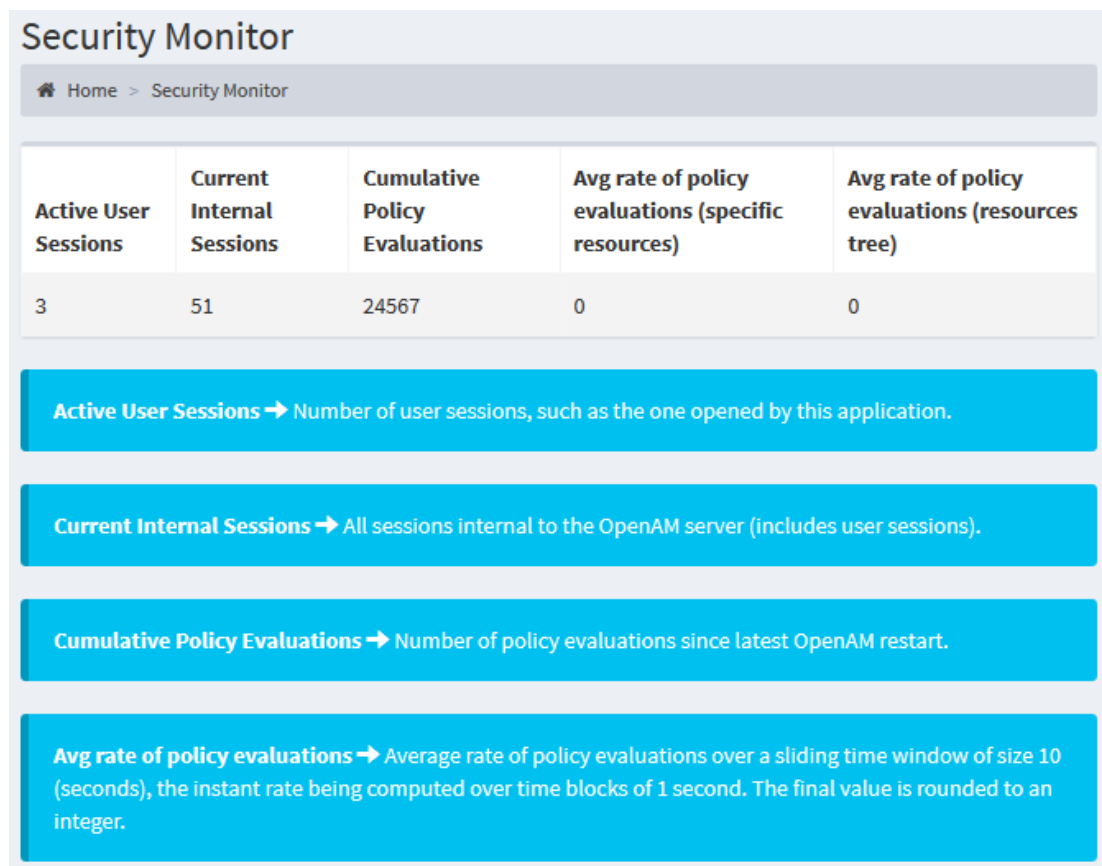 Security Monitor
Home > Security Monitor
Active User Sessions
Current Internal Sessions
Cumulative Policy Evaluations
Avg rate of policy evaluations (specific resources)
Avg rate of policy evaluations (resources tree)
3 51 24567 0 0
Active User Sessions ➔ Number of user sessions, such as the one opened by this application.
Current Internal Sessions ➔ All sessions internal to the OpenAM server (includes user sessions).
Cumulative Policy Evaluations ➔ Number of policy evaluations since latest OpenAM restart.
Avg rate of policy evaluations ➔ Average rate of policy evaluations over a sliding time window of size 10
(seconds), the instant rate being computed over time blocks of 1 second. The final value is rounded to an
integer.